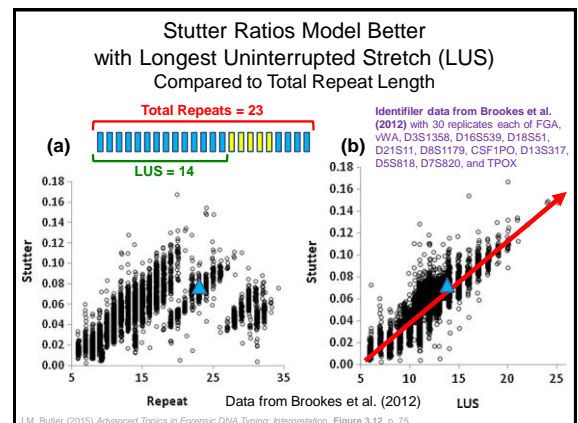 Stutter Ratios Model Better
with Longest Uninterrupted Stretch (LUS)
Compared to Total Repeat Length
Total Repeats = 23
Identifiler data from Brookes et al.
(2012) with 30 replicates each of FGA,
vWA, D3S1358, D16S539, D18S51,
D21S11, D8S1179, CSF1PO, D13S317,
D5S818, D7S820, and TPOX
(a)
(b)
LUS = 14
0.18
0.16
0.14
0.12
0.10
0.08
0.06
0.04
0.02
0.00
Stutter
5
15
25
35
Repeat
0.18
0.16
0.14
0.12
0.10
0.08
0.06
0.04
0.02
0.00
Stutter
5
10
15
20
25
LUS
Data from Brookes et al. (2012)
J.M. Butler (2015) Advanced Topics in Forensic DNA Typing: Interpretation, Figure 3.12, p. 75